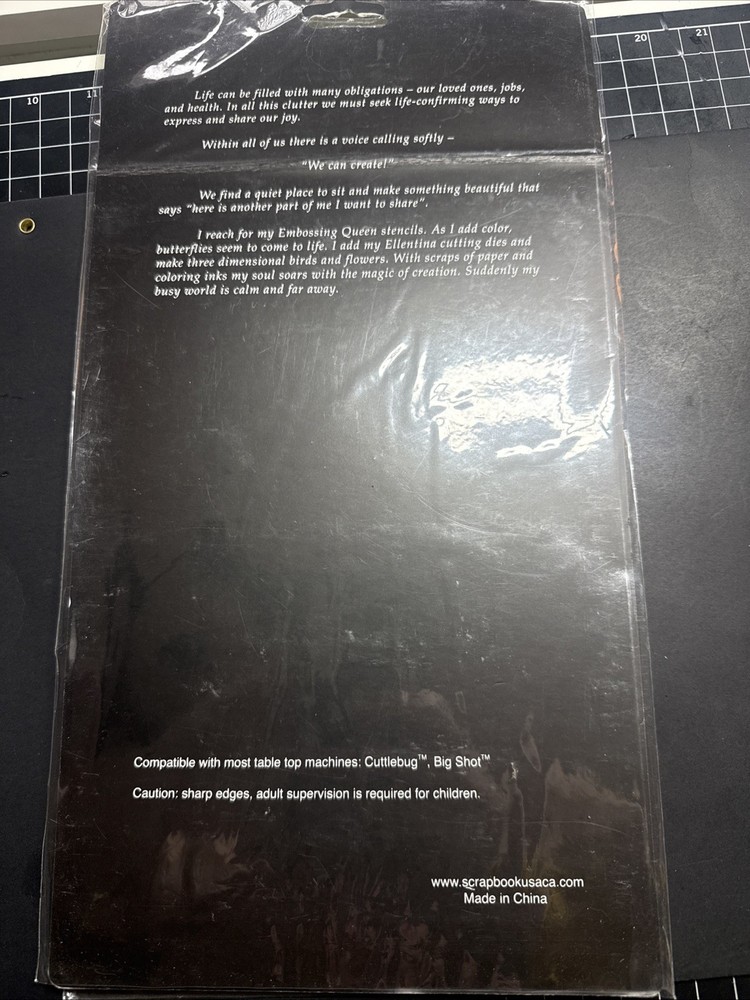 10
11
20
21
Life can be filled with many obligations – our loved ones, jobs,
and health. In all this clutter we must seek life-confirming ways to
express and share our joy.
Within all of us there is a voice calling softly –
"We can create!"
We find a quiet place to sit and make something beautiful that
says "here is another part of me I want to share".
I reach for my Embossing Queen stencils. As I add color,
butterflies seem to come to life. I add my Ellentina cutting dies and
make three dimensional birds and flowers. With scraps of paper and
coloring inks my soul soars with the magic of creation. Suddenly my
busy world is calm and far away.
Compatible with most table top machines: Cuttlebug™, Big Shot™
Caution: sharp edges, adult supervision is required for children.
www.scrapbookusaca.com
Made in China